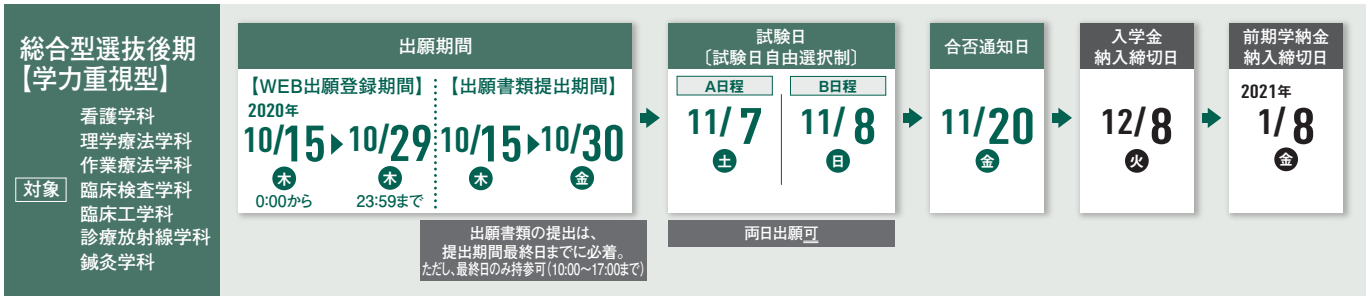 総合型選抜後期
【学力重視型】
対象
看護学科
理学療法学科
作業療法学科
臨床検査学科
臨床工学科
診療放射線学科
鍼灸学科
出願期間
【WEB出願登録期間】
2020年
10/15 10/29
木 木
0:00から 23:59まで
【出願書類提出期間】
10/15 10/30
木 金
出願書類の提出は、
提出期間最終日までに必着。
ただし、最終日のみ持参可(10:00〜17:00まで)
試験日
〔試験日自由選択制〕
A日程 B日程
11/7 11/8
土 日
両日出願可
合否通知日
11/20
金
入学金
納入締切日
12/8
火
前期学納金
納入締切日
2021年
1/8
金